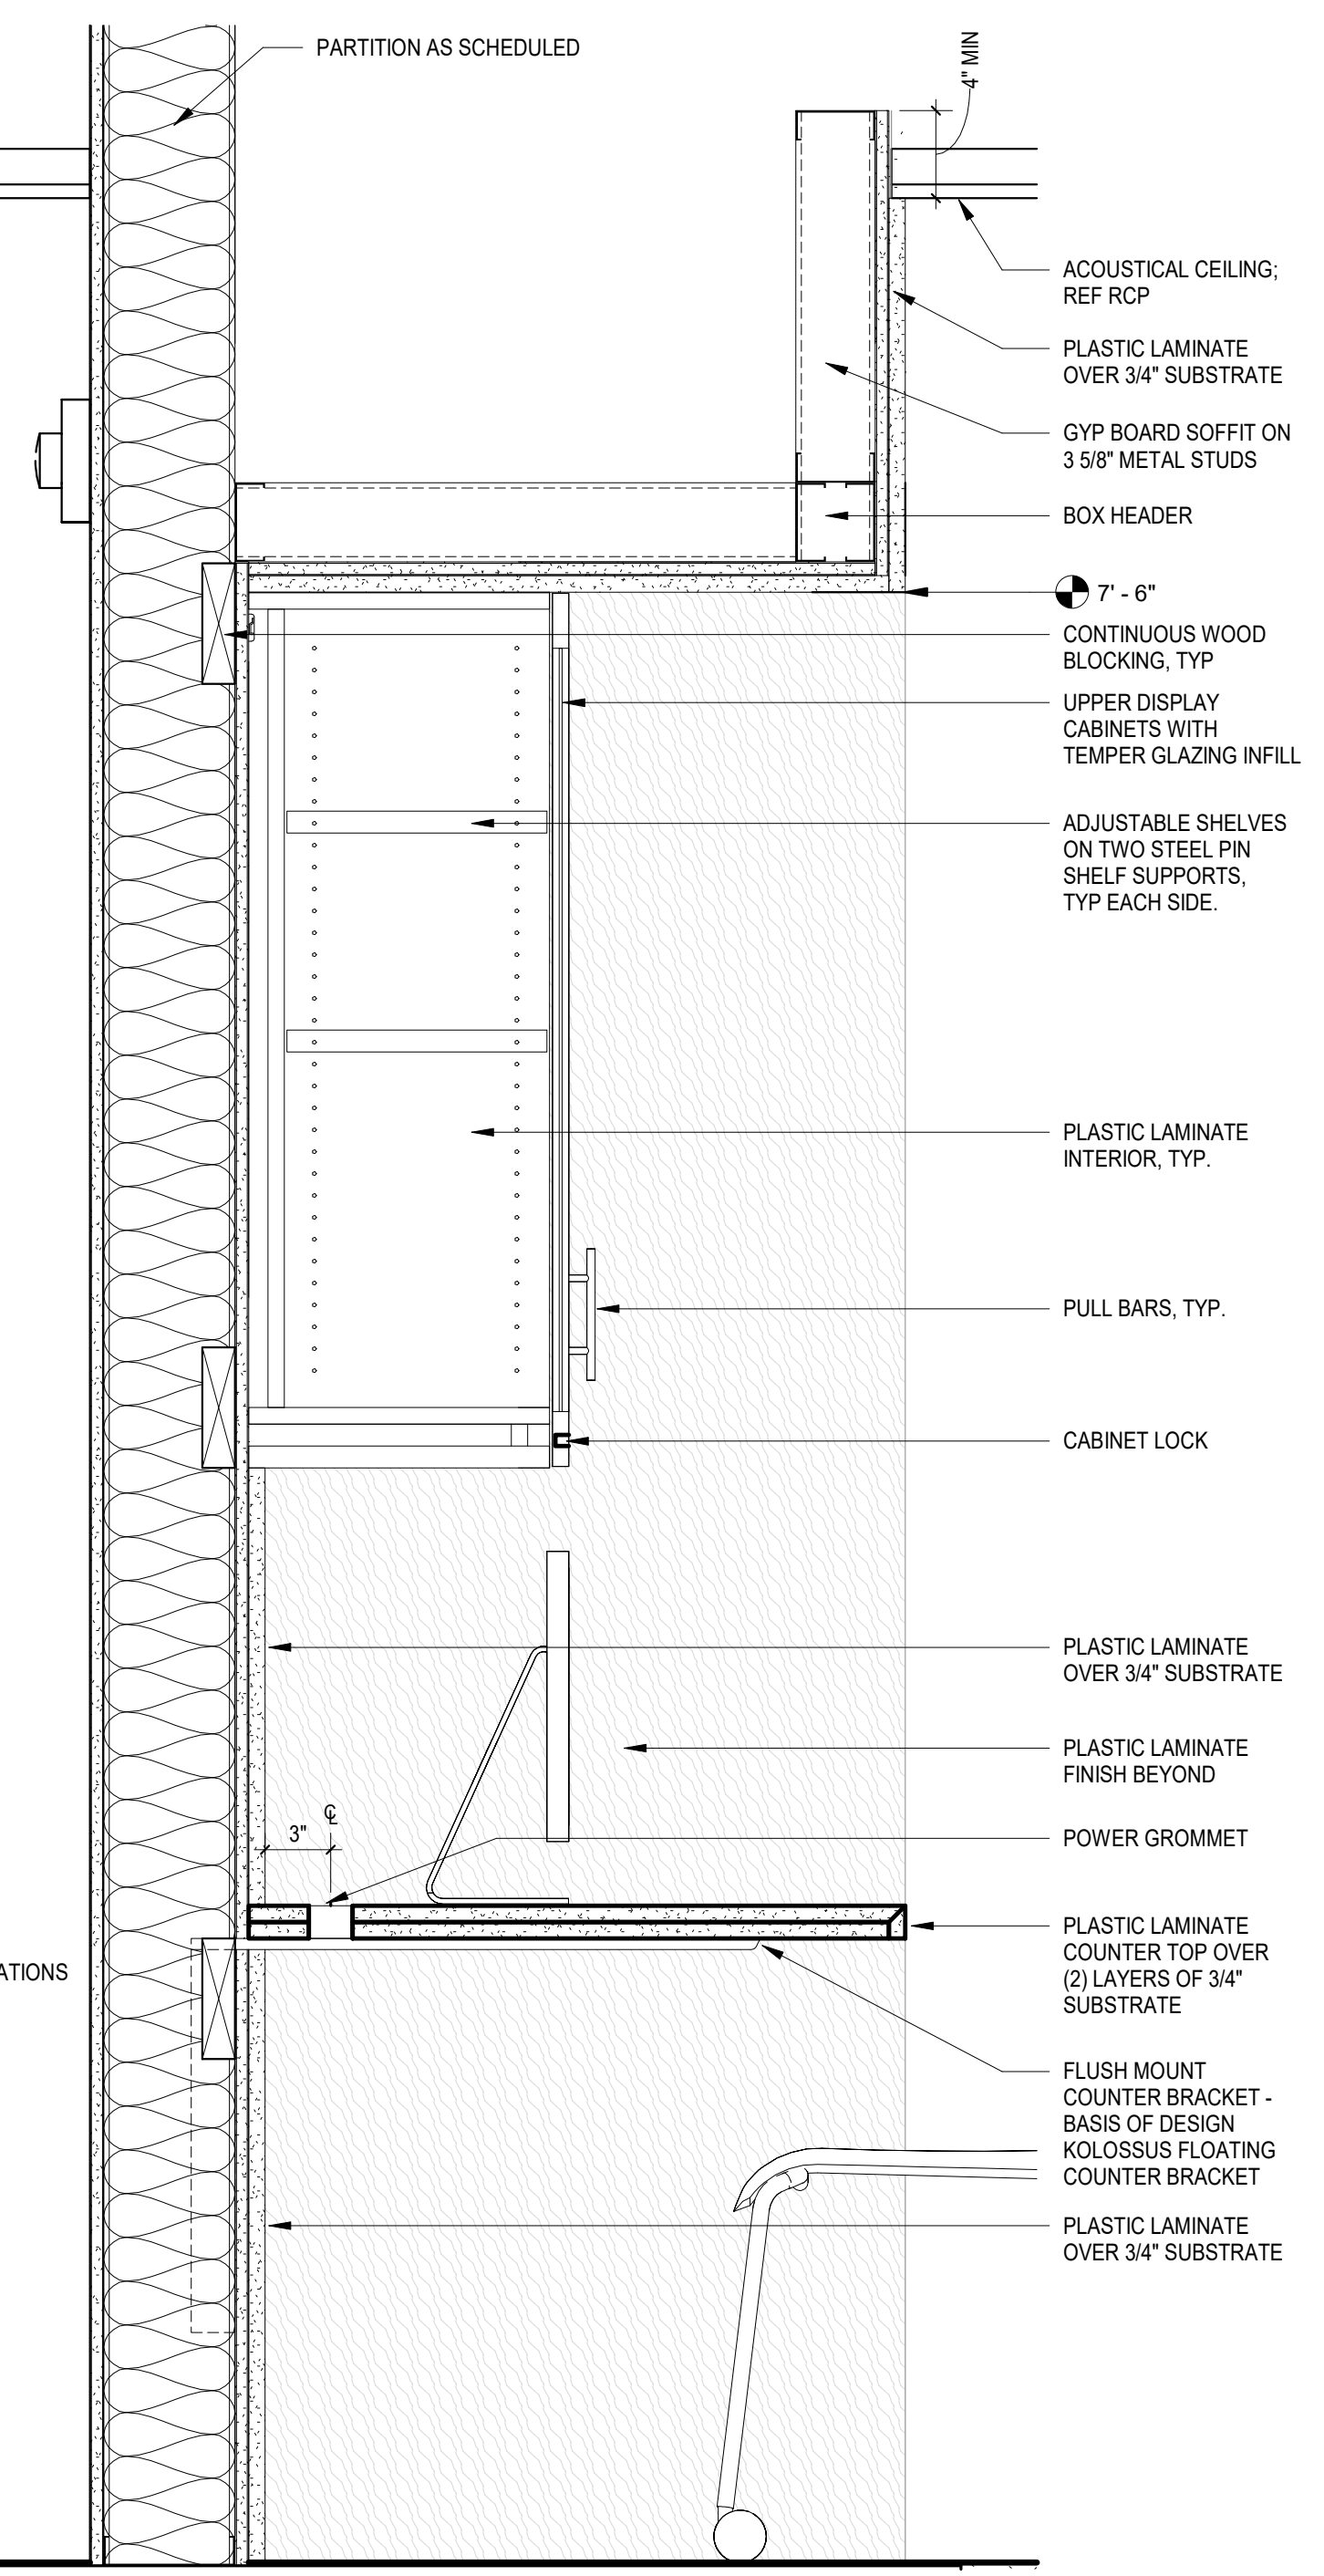 PARTITION AS SCHEDULED
4" MIN
ACOUSTICAL CEILING;
REF RCP
PLASTIC LAMINATE
OVER 3/4" SUBSTRATE
GYP BOARD SOFFIT ON
3 5/8" METAL STUDS
BOX HEADER
7' - 6"
CONTINUOUS WOOD
BLOCKING, TYP
UPPER DISPLAY
CABINETS WITH
TEMPER GLAZING INFILL
ADJUSTABLE SHELVES
ON TWO STEEL PIN
SHELF SUPPORTS,
TYP EACH SIDE.
PLASTIC LAMINATE
INTERIOR, TYP.
PULL BARS, TYP.
CABINET LOCK
PLASTIC LAMINATE
OVER 3/4" SUBSTRATE
PLASTIC LAMINATE
FINISH BEYOND
℄
3"
POWER GROMMET
PLASTIC LAMINATE
COUNTER TOP OVER
(2) LAYERS OF 3/4"
SUBSTRATE
ATIONS
FLUSH MOUNT
COUNTER BRACKET -
BASIS OF DESIGN
KOLOSSUS FLOATING
COUNTER BRACKET
PLASTIC LAMINATE
OVER 3/4" SUBSTRATE